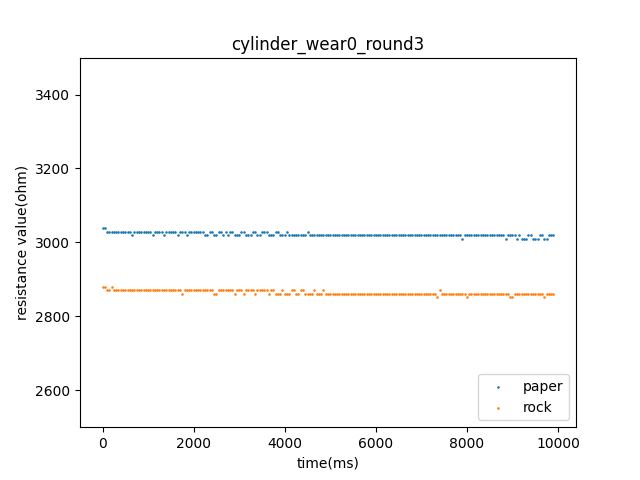 cylinder_wear0_round3
resistance value(ohm)
3400
3200
3000
2800
2600
0 2000 4000 6000 8000 10000
time(ms)
paper
rock